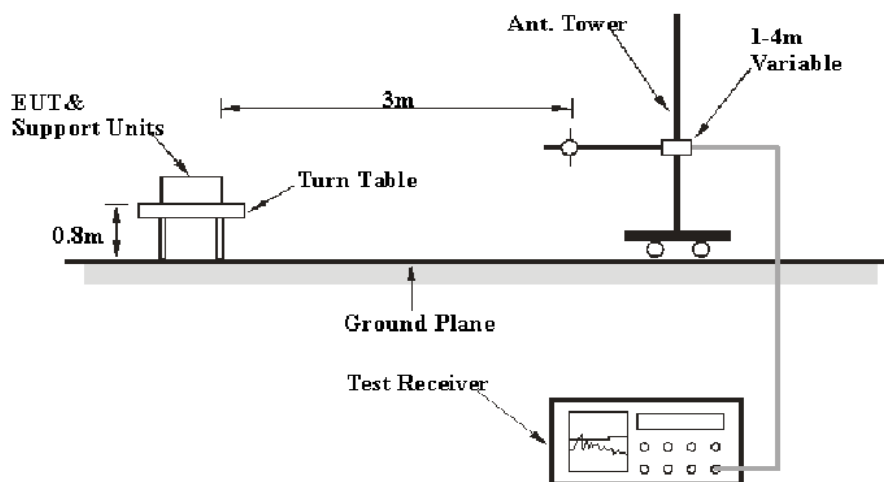 Ant. Tower
1-4m
Variable
3m
EUT&
Support Units
Turn Table
0.8m
Ground Plane
Test Receiver